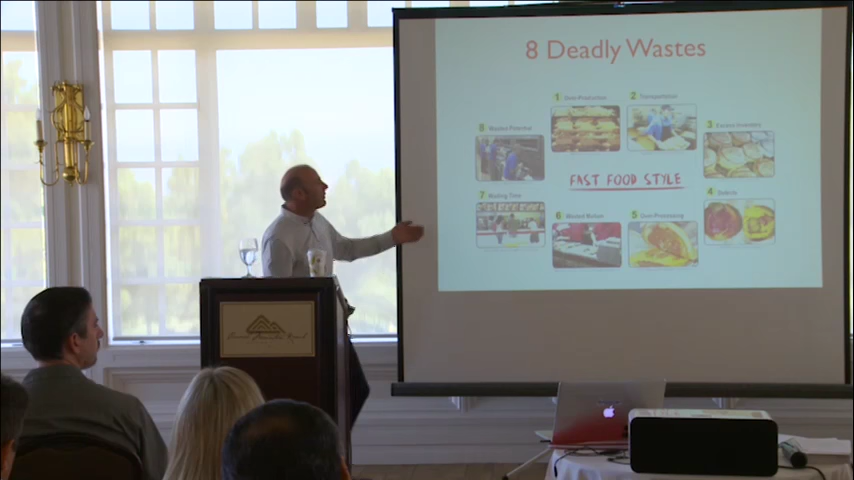 8 Deadly Wastes
1 Over-Production
2 Transportation
8 Wasted Potential
3 Excess Inventory
FAST FOOD STYLE
7 Waiting Time
4 Defects
6 Wasted Motion
5 Over-Processing